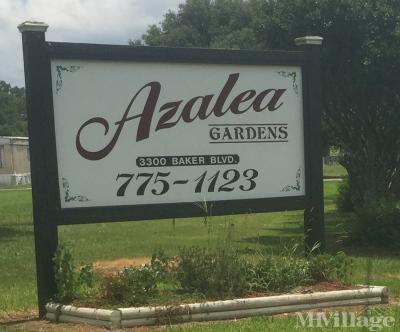 Azalea
GARDENS
3300 BAKER BLVD.
775-1123
MHVillage